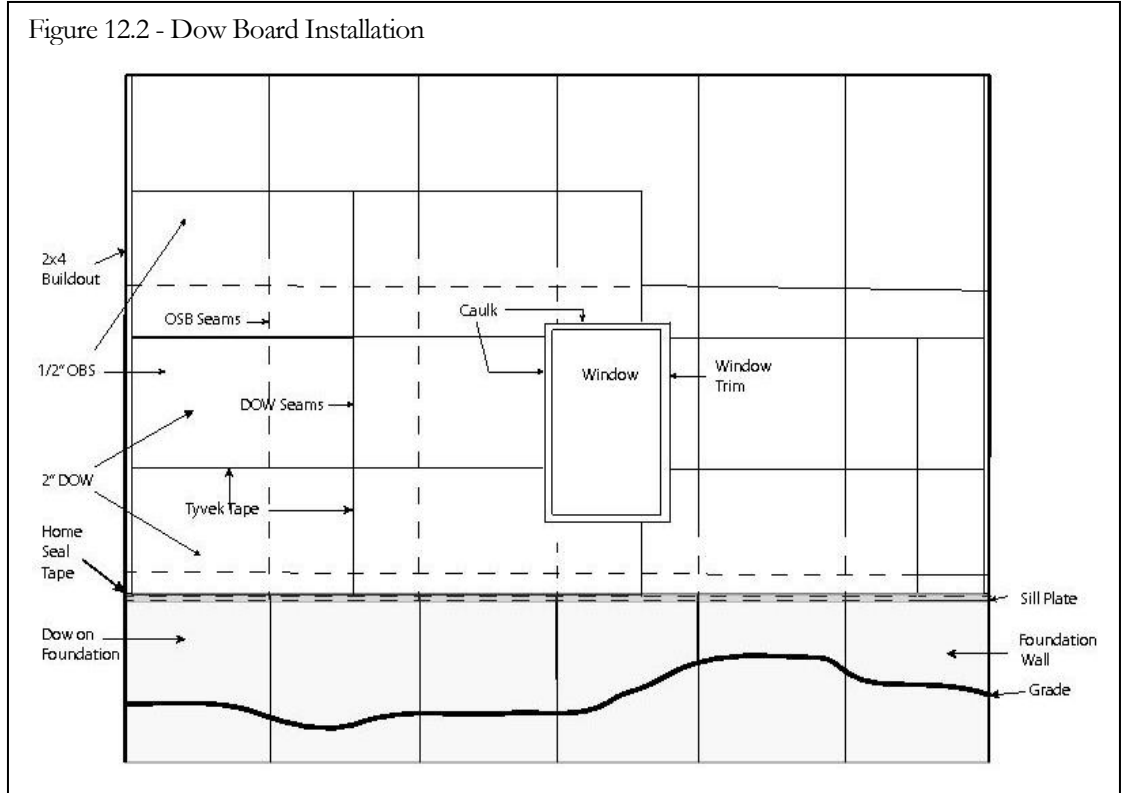 Figure 12.2 - Dow Board Installation
2x4
Buildout
OSB Seams
Caulk
1/2" OBS
Window
Window
Trim
DOW Seams
2" DOW
Tyvek Tape
Home
Seal
Tape
Sill Plate
Dow on
Foundation
Foundation
Wall
Grade